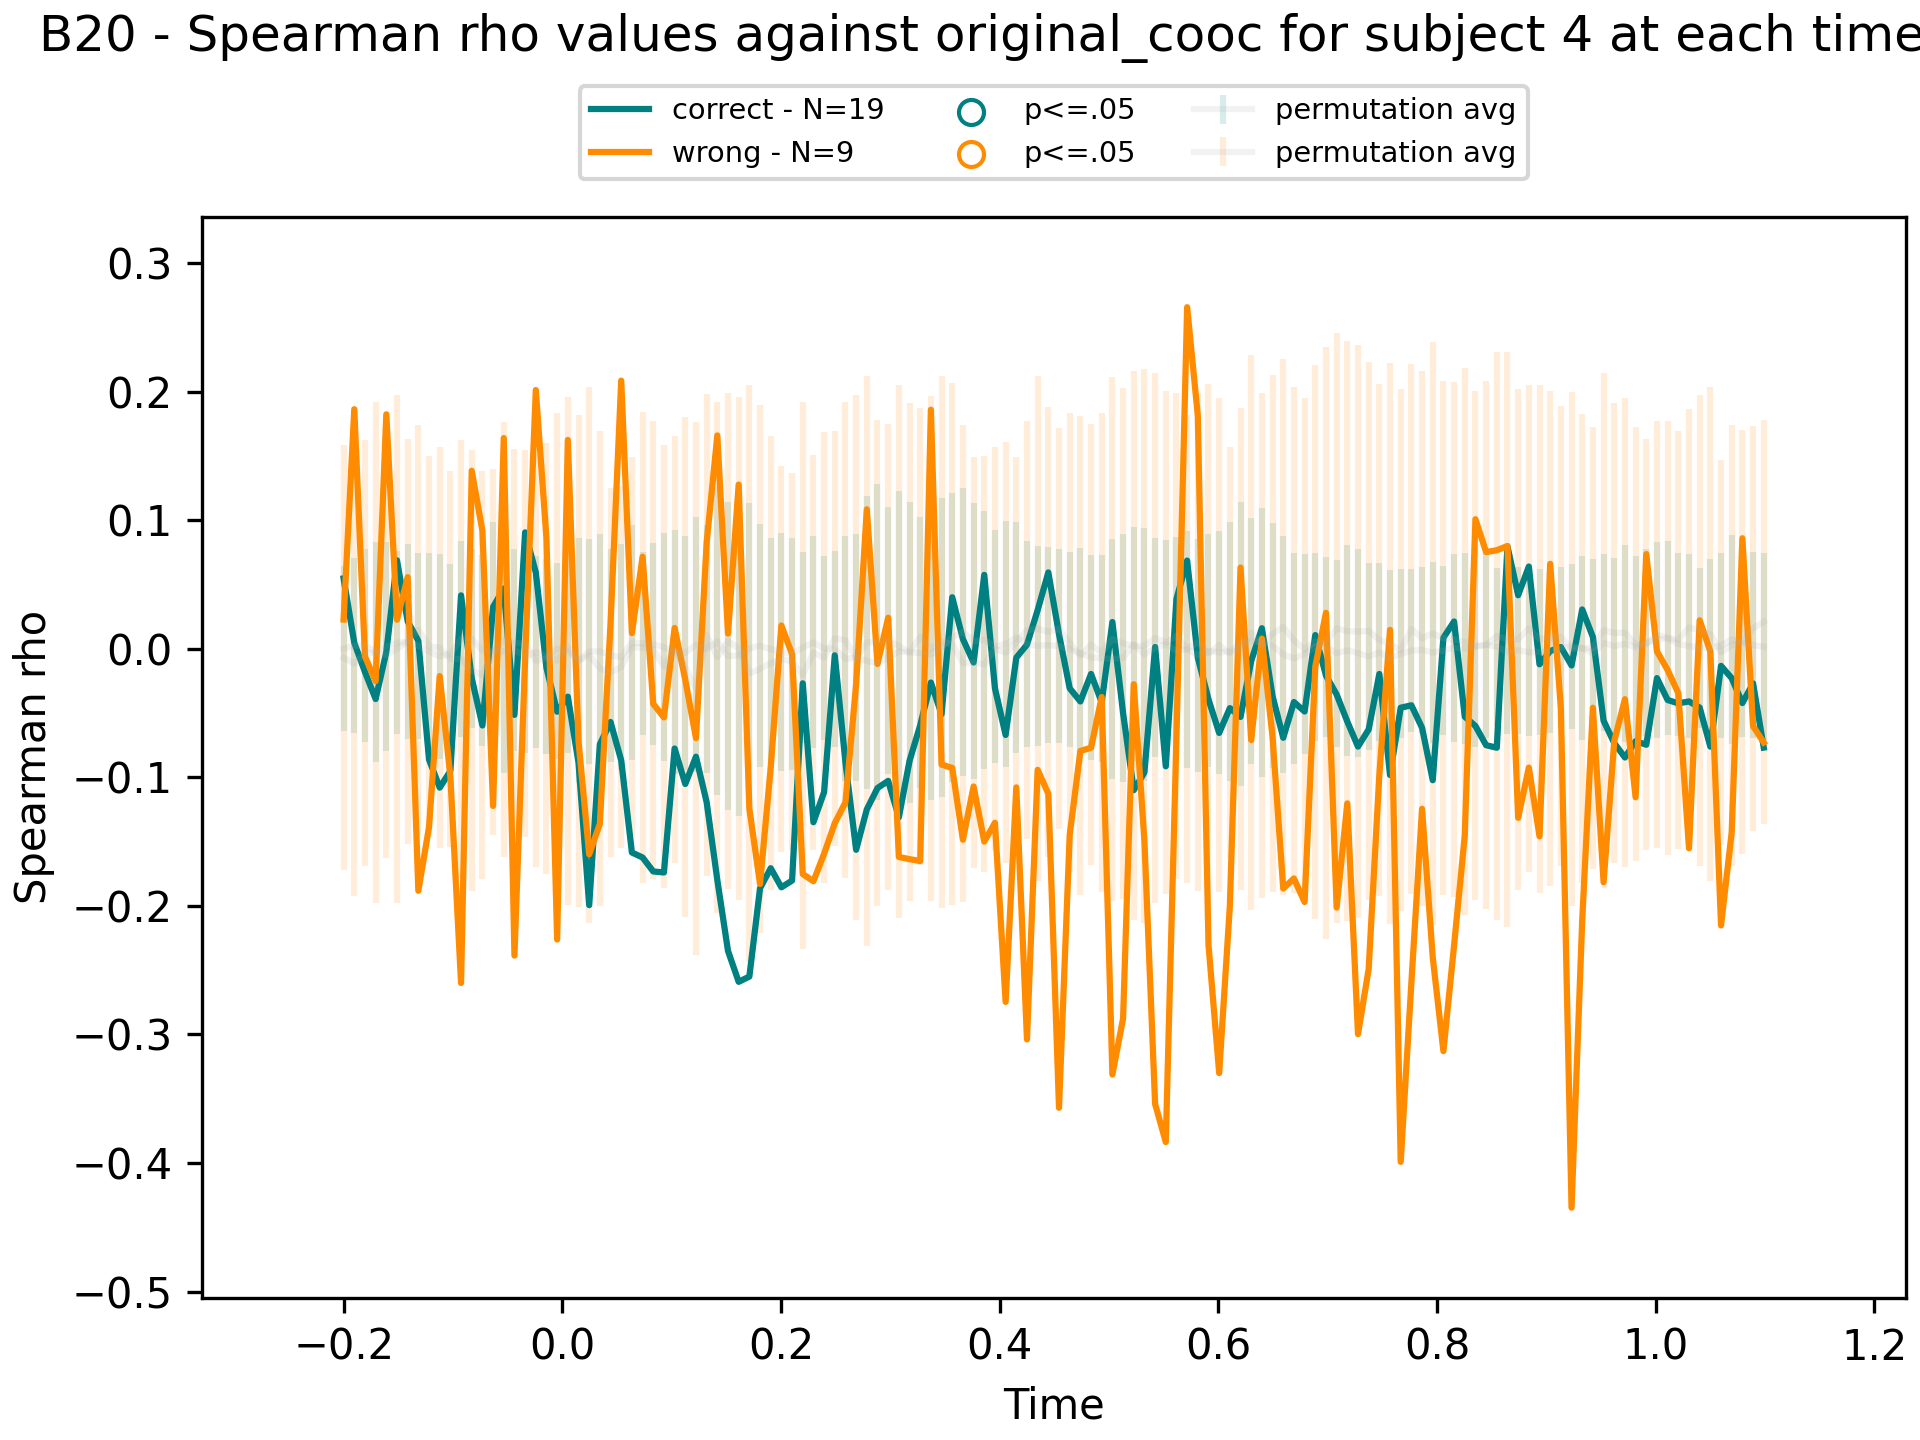 B20 - Spearman rho values against original_cooc for subject 4 at each time
correct - N=19
wrong - N=9
p<=.05
p<=.05
permutation avg
permutation avg
0.3
0.2
0.1
0.0
−0.1
−0.2
−0.3
−0.4
−0.5
Spearman rho
−0.2 0.0 0.2 0.4 0.6 0.8 1.0 1.2
Time